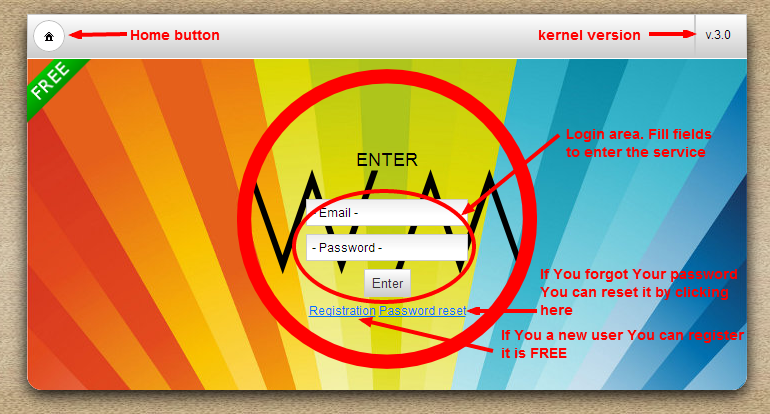 Home button
kernel version
v.3.0
FREE
ENTER
Login area. Fill fields
to enter the service
- Email -
- Password -
Enter
If You forgot Your password
You can reset it by clicking
here
Registration Password reset
If You a new user You can register
it is FREE